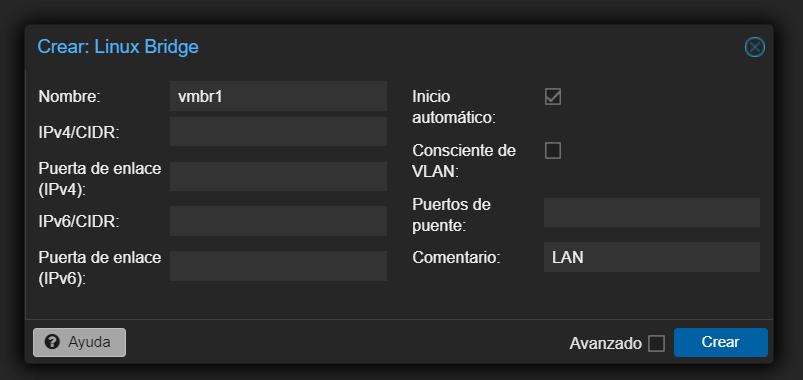 Crear: Linux Bridge
Nombre:
vmbr1
IPv4/CIDR:
Puerta de enlace
(IPv4):
IPv6/CIDR:
Puerta de enlace
(IPv6):
Inicio
automático:
Consciente de
VLAN:
Puertos de
puente:
Comentario:
LAN
Ayuda
Avanzado
Crear